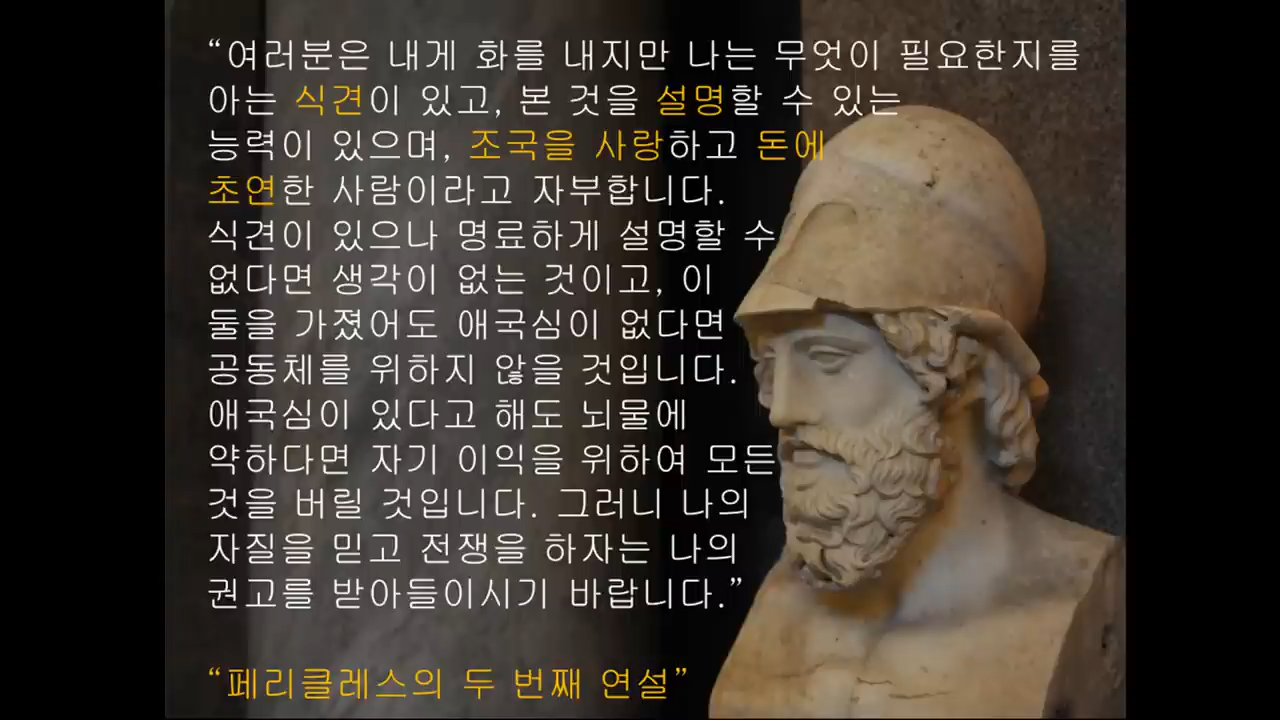 “여러분은 내게 화를 내지만 나는 무엇이 필요한지를
아는 식견이 있고, 본 것을 설명할 수 있는
능력이 있으며, 조국을 사랑하고 돈에
초연한 사람이라고 자부합니다.
식견이 있으나 명료하게 설명할 수
없다면 생각이 없는 것이고, 이
둘을 가졌어도 애국심이 없다면
공동체를 위하지 않을 것입니다.
애국심이 있다고 해도 뇌물에
약하다면 자기 이익을 위하여 모든
것을 버릴 것입니다. 그러니 나의
자질을 믿고 전쟁을 하자는 나의
권고를 받아들이시기 바랍니다.”
“페리클레스의 두 번째 연설”